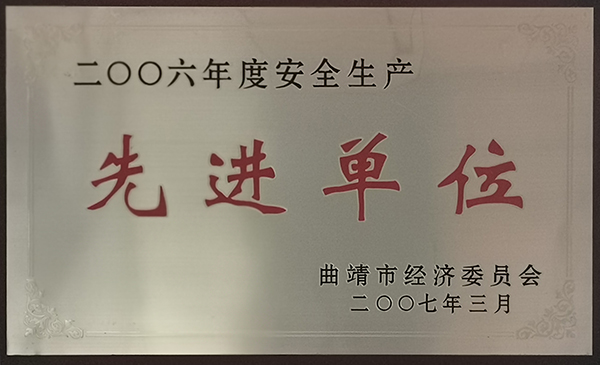 二〇〇六年度安全生产
先进单位
曲靖市经济委员会
二〇〇七年三月